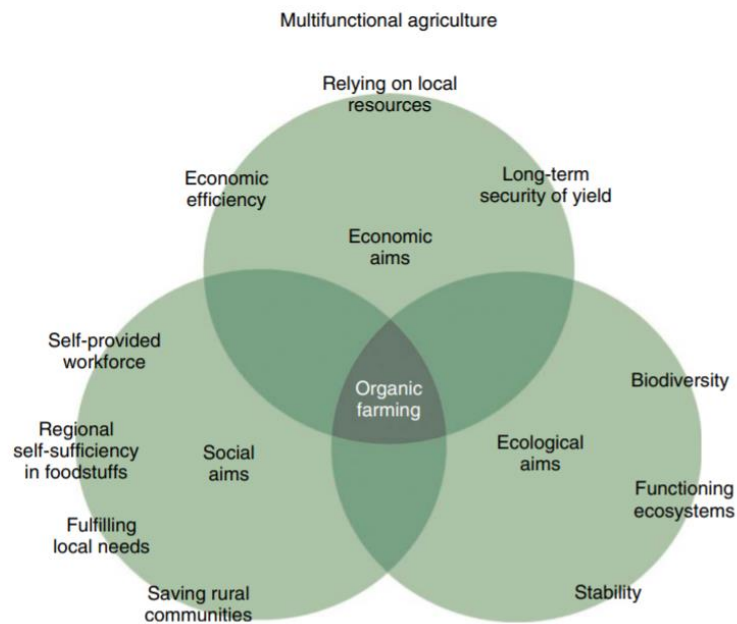 Multifunctional agriculture
Relying on local
resources
Economic
efficiency
Long-term
security of yield
Economic
aims
Self-provided
workforce
Organic
farming
Biodiversity
Regional
self-sufficiency
in foodstuffs
Social
aims
Ecological
aims
Functioning
ecosystems
Fulfilling
local needs
Saving rural
communities
Stability